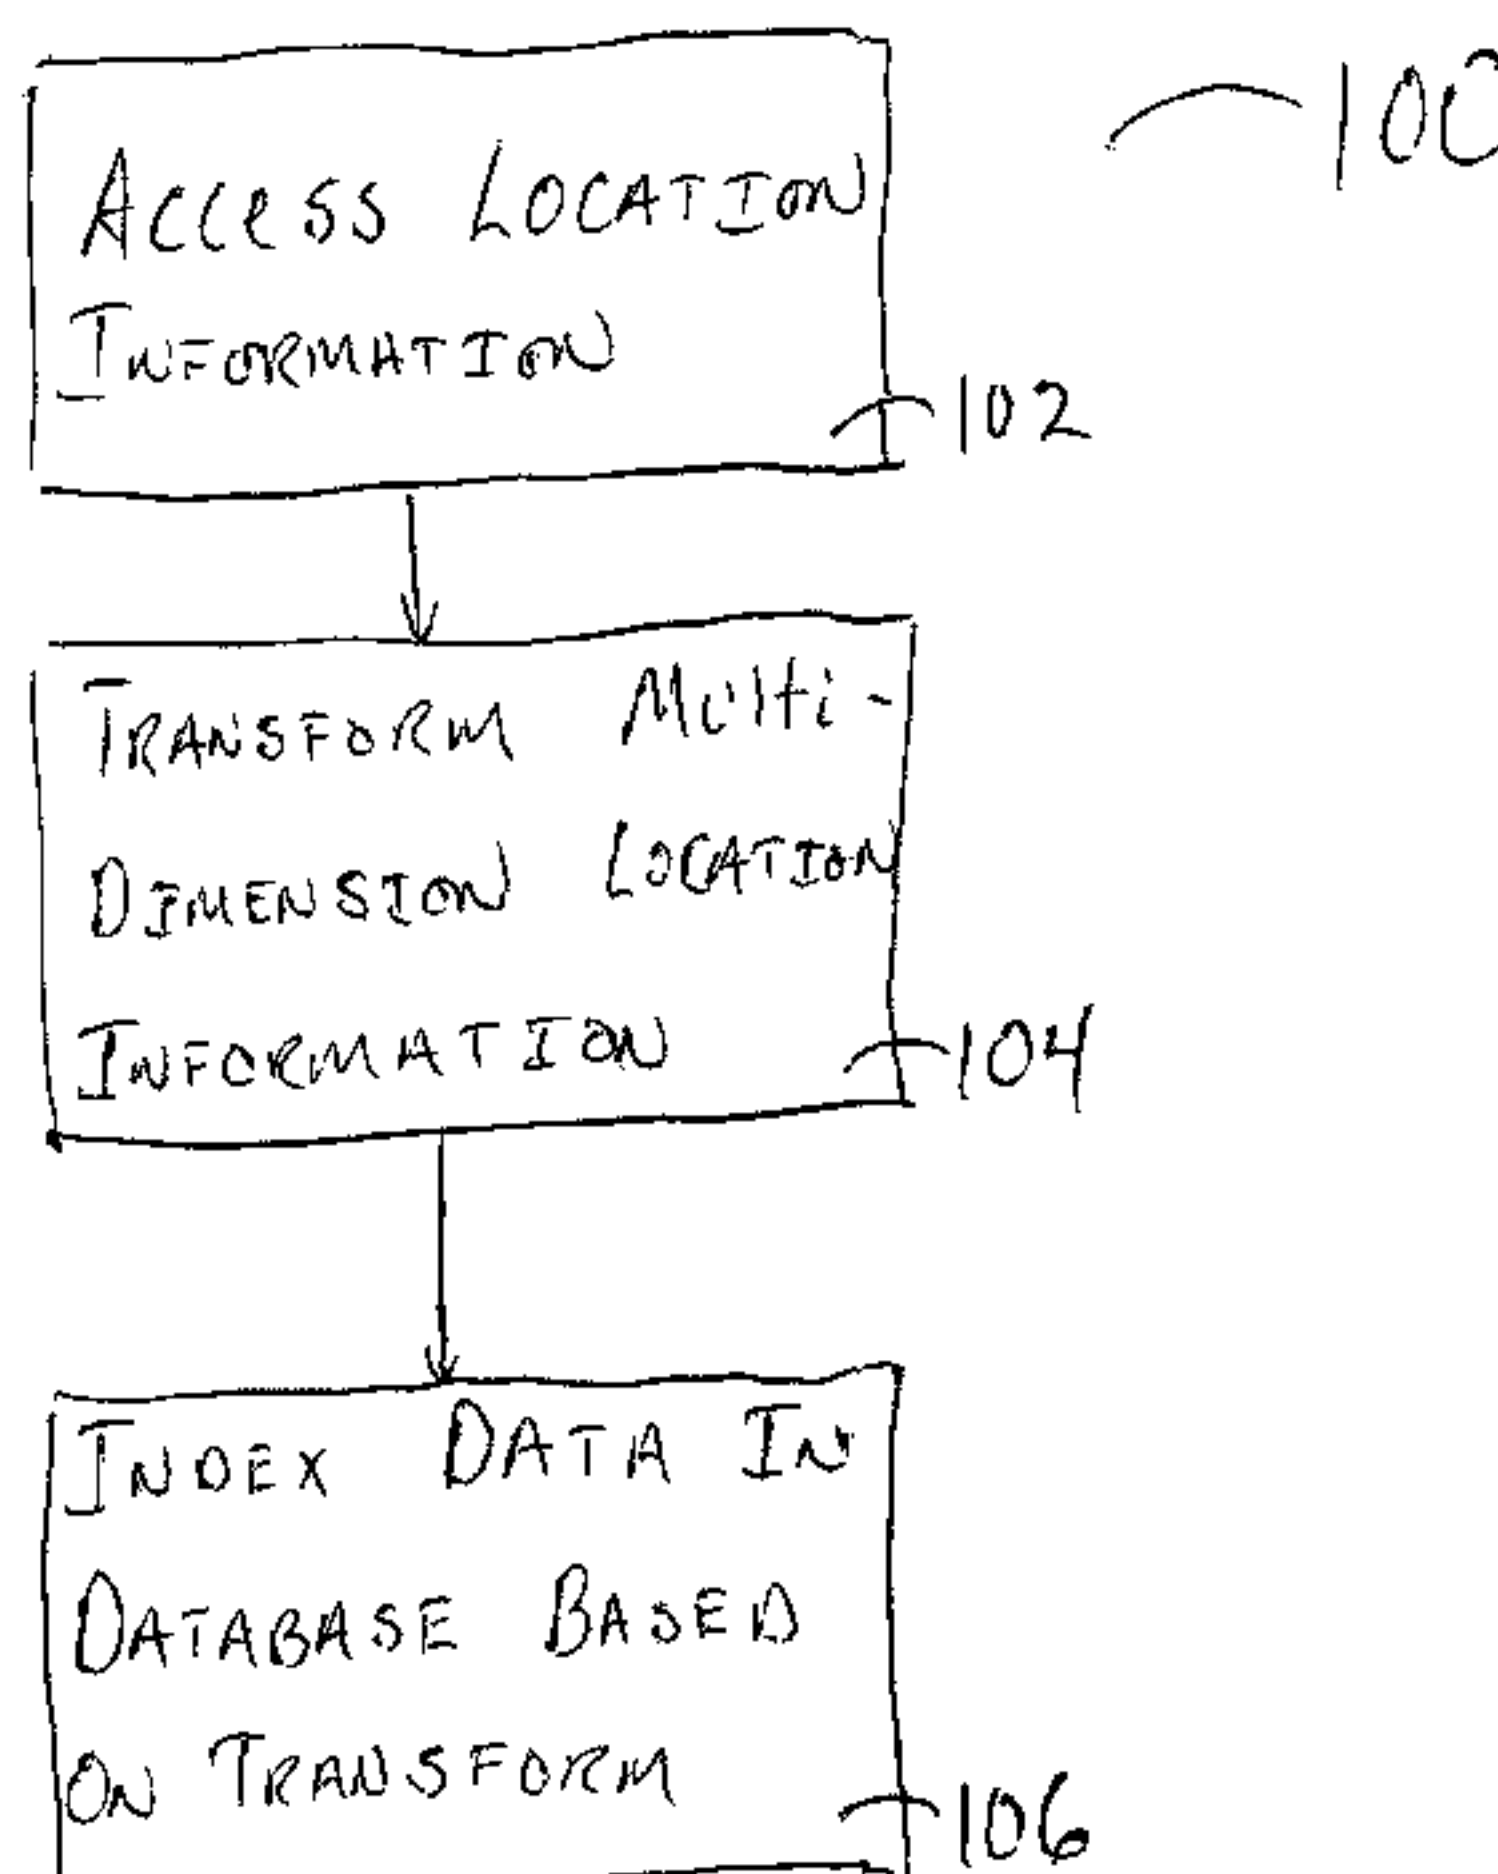 100
ACCESS LOCATION
INFORMATION
102
TRANSFORM MULTI-
DIMENSION LOCATION
INFORMATION
104
INDEX DATA IN
DATABASE BASED
ON TRANSFORM
106